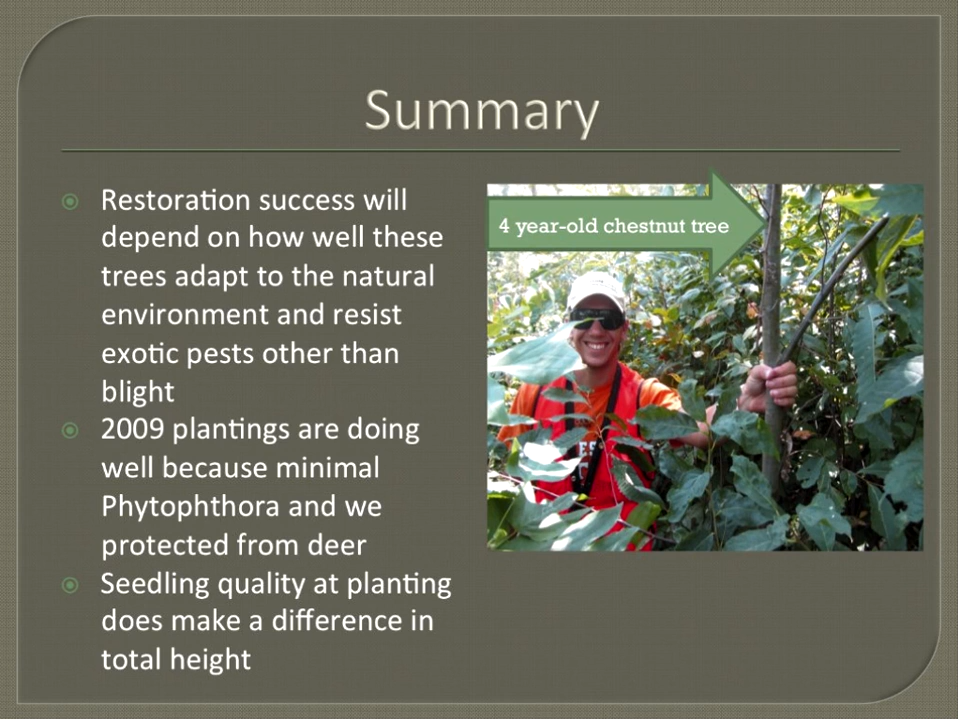 Summary
Restoration success will
depend on how well these
trees adapt to the natural
environment and resist
exotic pests other than
blight
2009 plantings are doing
well because minimal
Phytophthora and we
protected from deer
Seedling quality at planting
does make a difference in
total height
4 year-old chestnut tree